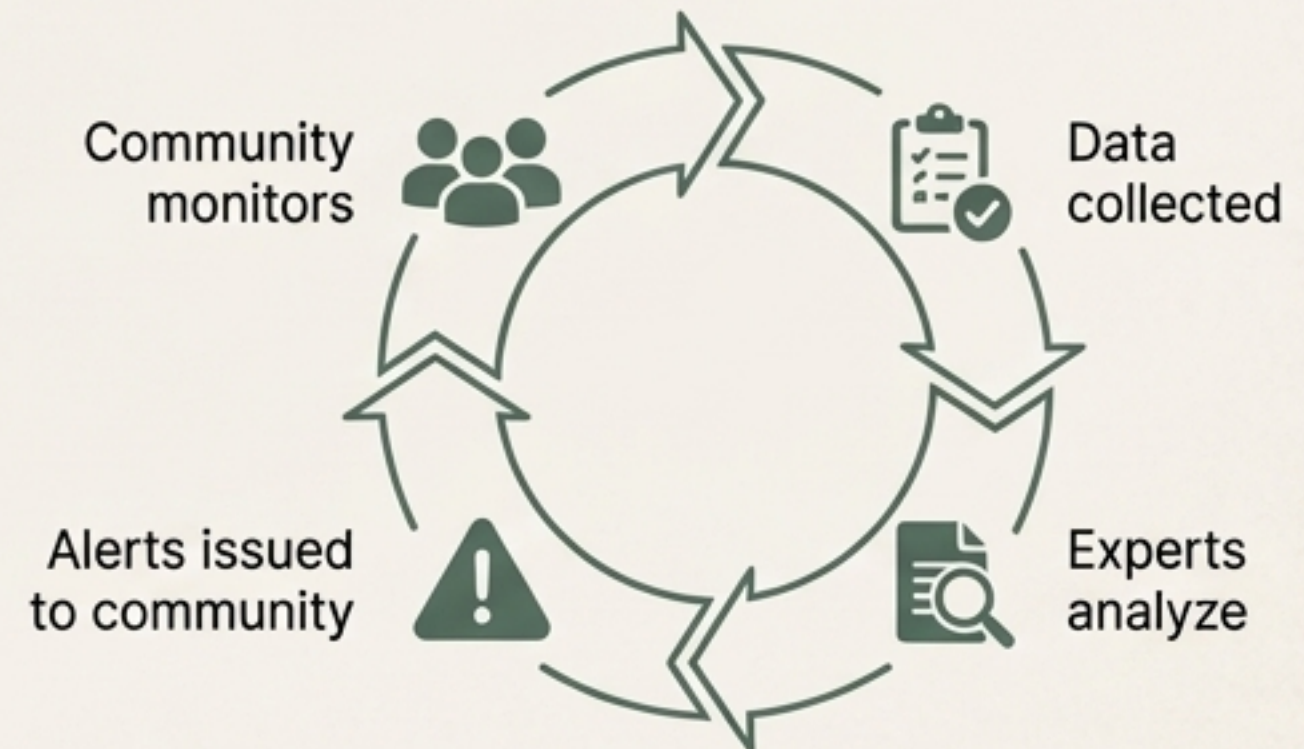 Community
monitors
Data
collected
Experts
analyze
Alerts issued
to community